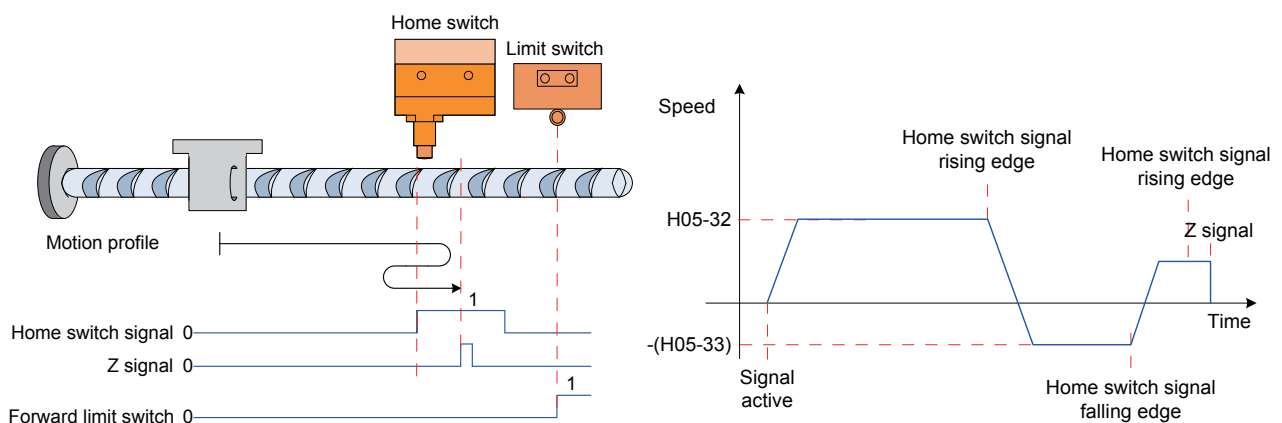 Home switch
Limit switch
Motion profile
1
Home switch signal 0
Z signal 0
1
Forward limit switch 0
Speed
Home switch signal
rising edge
Home switch signal
rising edge
H05-32
Z signal
Time
-(H05-33)
Signal
active
Home switch signal
falling edge